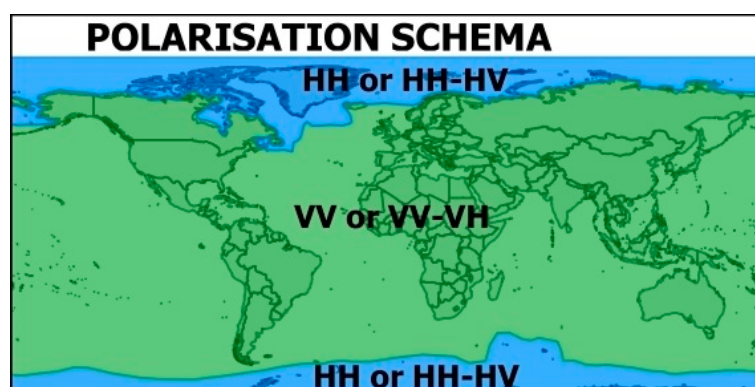 POLARISATION SCHEMA
HH or HH-HV
VV or VV-VH
HH or HH-HV